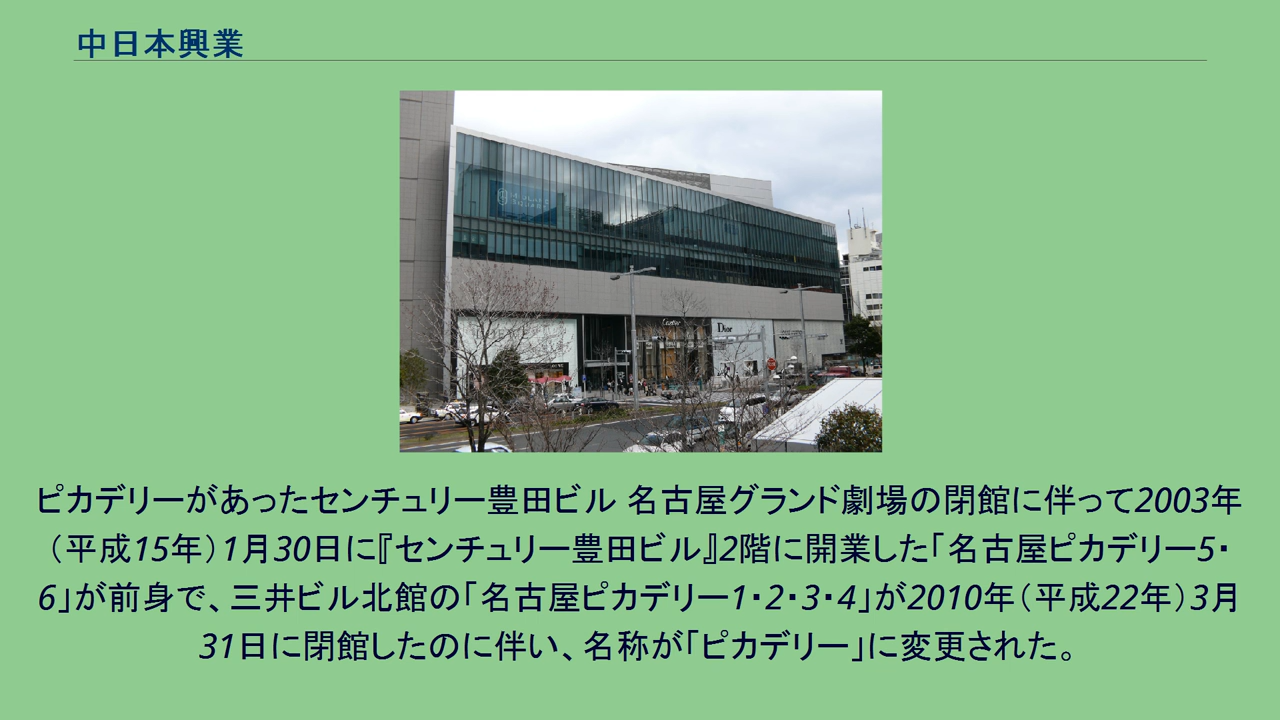 中日本興業
Cartier
Dior
ピカデリーがあったセンチュリー豊田ビル 名古屋グランド劇場の閉館に伴って2003年
（平成15年）1月30日に『センチュリー豊田ビル』2階に開業した「名古屋ピカデリー5・
6」が前身で、三井ビル北館の「名古屋ピカデリー1・2・3・4」が2010年（平成22年）3月
31日に閉館したのに伴い、名称が「ピカデリー」に変更された。